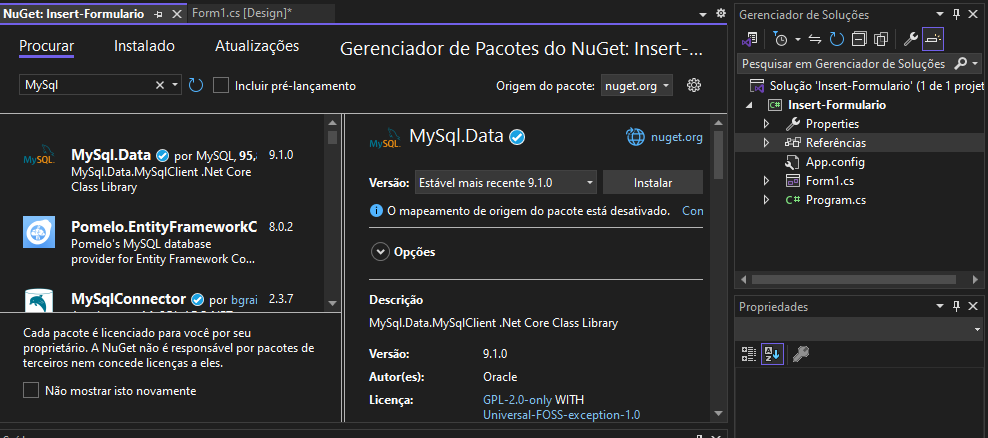 NuGet: Insert-Formulario
Form1.cs [Design]*
Procurar
Instalado
Atualizações
Gerenciador de Pacotes do NuGet: Insert-...
MySql
Incluir pré-lançamento
Origem do pacote:
nuget.org
MySQL
MySql.Data
por MySQL, 95,
9.1.0
MySql.Data.MySqlClient .Net Core
Class Library
Pomelo.EntityFrameworkC
8.0.2
Pomelo's MySQL database
provider for Entity Framework Co...
MySqlConnector
por bgrai
2.3.7
Cada pacote é licenciado para você por seu
proprietário. A NuGet não é responsável por pacotes de
terceiros nem concede licenças a eles.
Não mostrar isto novamente
MySQL
MySql.Data
nuget.org
Versão:
Estável mais recente 9.1.0
Instalar
O mapeamento de origem do pacote está desativado.
Con
Opções
Descrição
MySql.Data.MySqlClient .Net Core Class Library
Versão:
9.1.0
Autor(es):
Oracle
Licença:
GPL-2.0-only WITH
Universal-FOSS-exception-1.0
Gerenciador de Soluções
Pesquisar em Gerenciador de Soluções
Solução 'Insert-Formulario' (1 de 1 projet
C# Insert-Formulario
Properties
Referências
App.config
Form1.cs
C# Program.cs
Propriedades